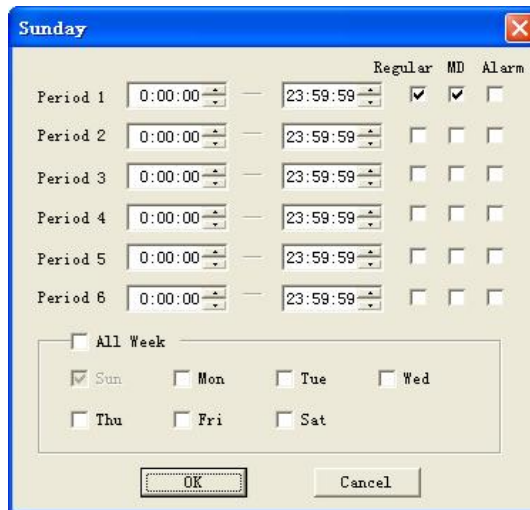 Sunday
Regular MD Alarm
Period 1 0:00:00 — 23:59:59
Period 2 0:00:00 — 23:59:59
Period 3 0:00:00 — 23:59:59
Period 4 0:00:00 — 23:59:59
Period 5 0:00:00 — 23:59:59
Period 6 0:00:00 — 23:59:59
All Week
Sun Mon Tue Wed
Thu Fri Sat
OK Cancel